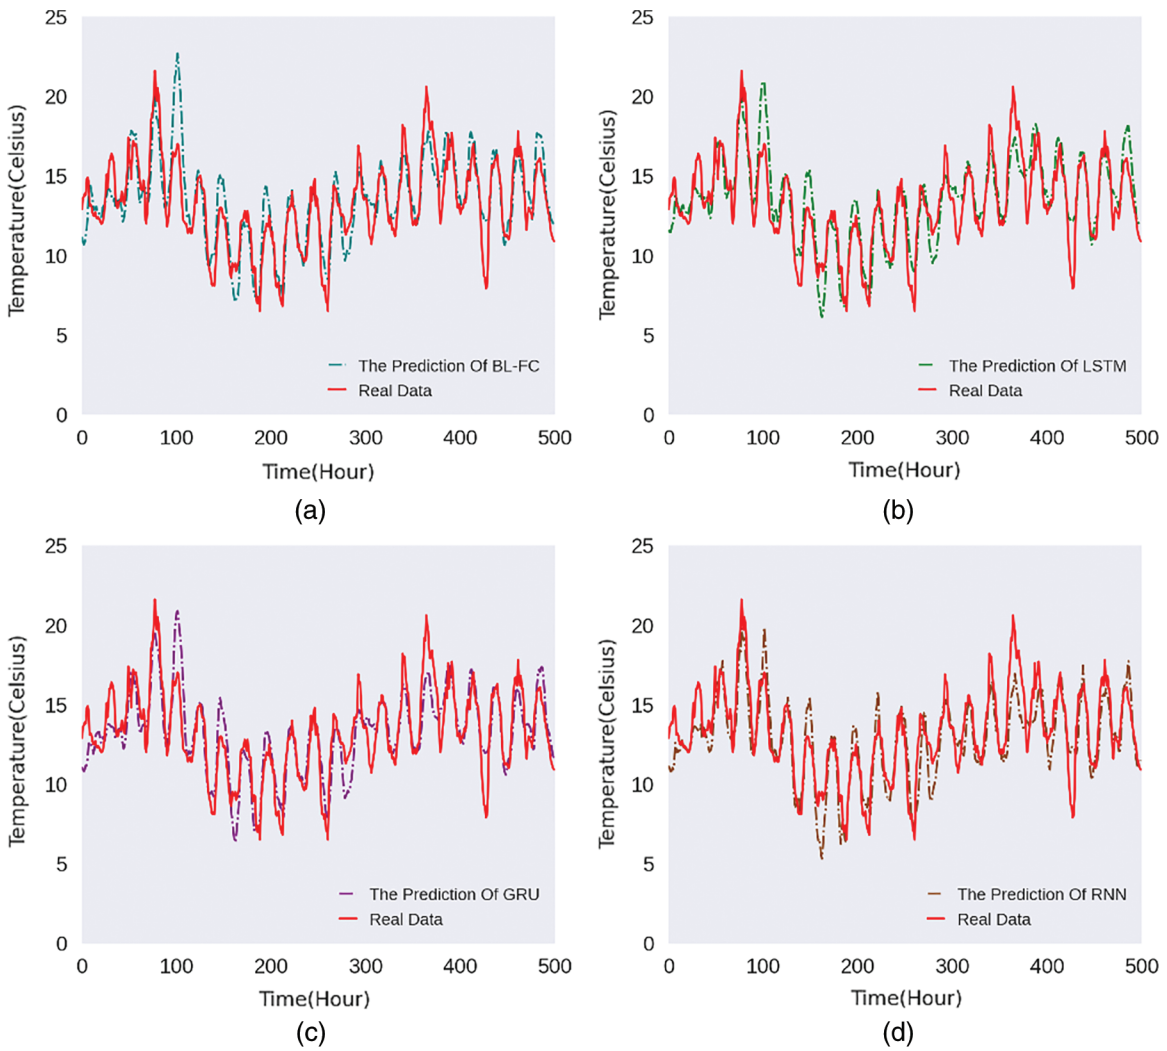 25
20
15
10
5
0
Temperature(Celsius)
The Prediction Of BL-FC
Real Data
0 100 200 300 400 500
Time(Hour)
(a)
25
20
15
10
5
0
Temperature(Celsius)
The Prediction Of LSTM
Real Data
0 100 200 300 400 500
Time(Hour)
(b)
25
20
15
10
5
0
Temperature(Celsius)
The Prediction Of GRU
Real Data
0 100 200 300 400 500
Time(Hour)
(c)
25
20
15
10
5
0
Temperature(Celsius)
The Prediction Of RNN
Real Data
0 100 200 300 400 500
Time(Hour)
(d)